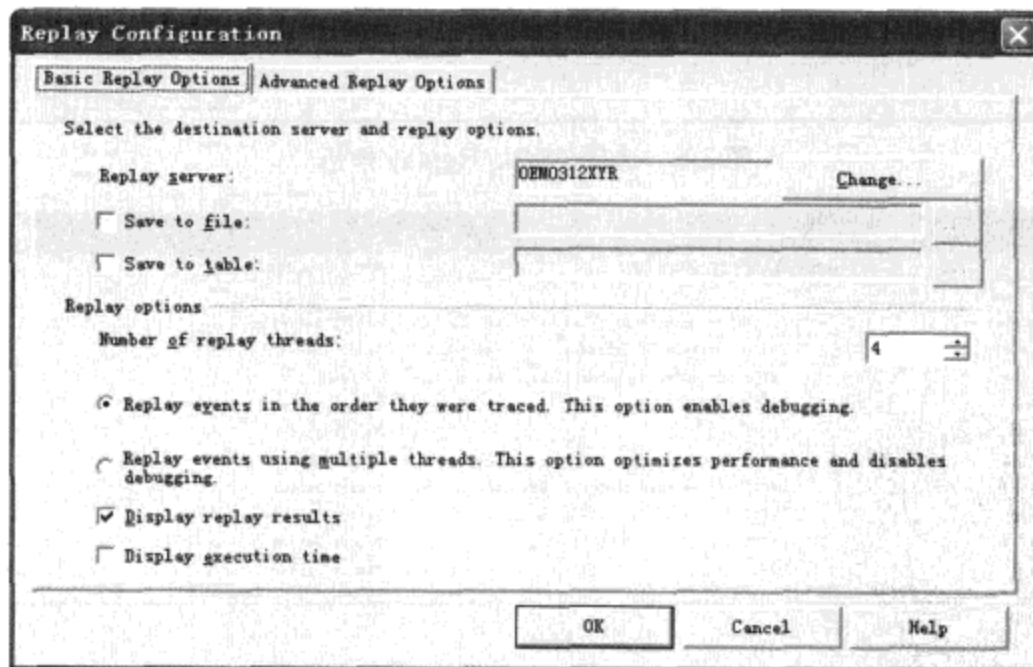 Replay Configuration
Basic Replay Options Advanced Replay Options
Select the destination server and replay options.
Replay server: OEM0312XYR Change...
Save to file:
Save to table:
Replay options
Number of replay threads: 4
Replay events in the order they were traced. This option enables debugging.
Replay events using multiple threads. This option optimizes performance and disables
debugging.
Display replay results
Display execution time
OK Cancel Help